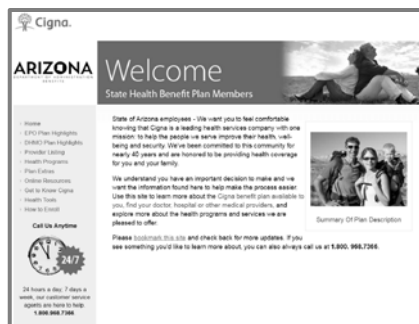 Cigna.
ARIZONA
DEPARTMENT OF ADMINISTRATION
BENEFITS
Welcome
State Health Benefit Plan Members
Home
EPO Plan Highlights
DHMO Plan Highlights
Provider Listing
Health Programs
Plan Extras
Online Resources
Get to Know Cigna
Health Tools
How to Enroll
Call Us Anytime
24/7
24 hours a day, 7 days a
week, our customer service
agents are here to help.
1.800.968.7366
State of Arizona employees - We want you to feel comfortable
knowing that Cigna is a leading health services company with one
mission: to help the people we serve improve their health, well-
being and security. We've been committed to this community for
nearly 40 years and are honored to be providing health coverage
for you and your family.
We understand you have an important decision to make and we
want the information found here to help make the process easier.
Use this site to learn more about the Cigna benefit plan available to
you, find your doctor, hospital or other medical providers, and
explore more about the health programs and services we are
pleased to offer.
Please bookmark this site and check back for more updates. If you
see something you'd like to learn more about, you can also always call us at 1.800.968.7366.
Summary Of Plan Description